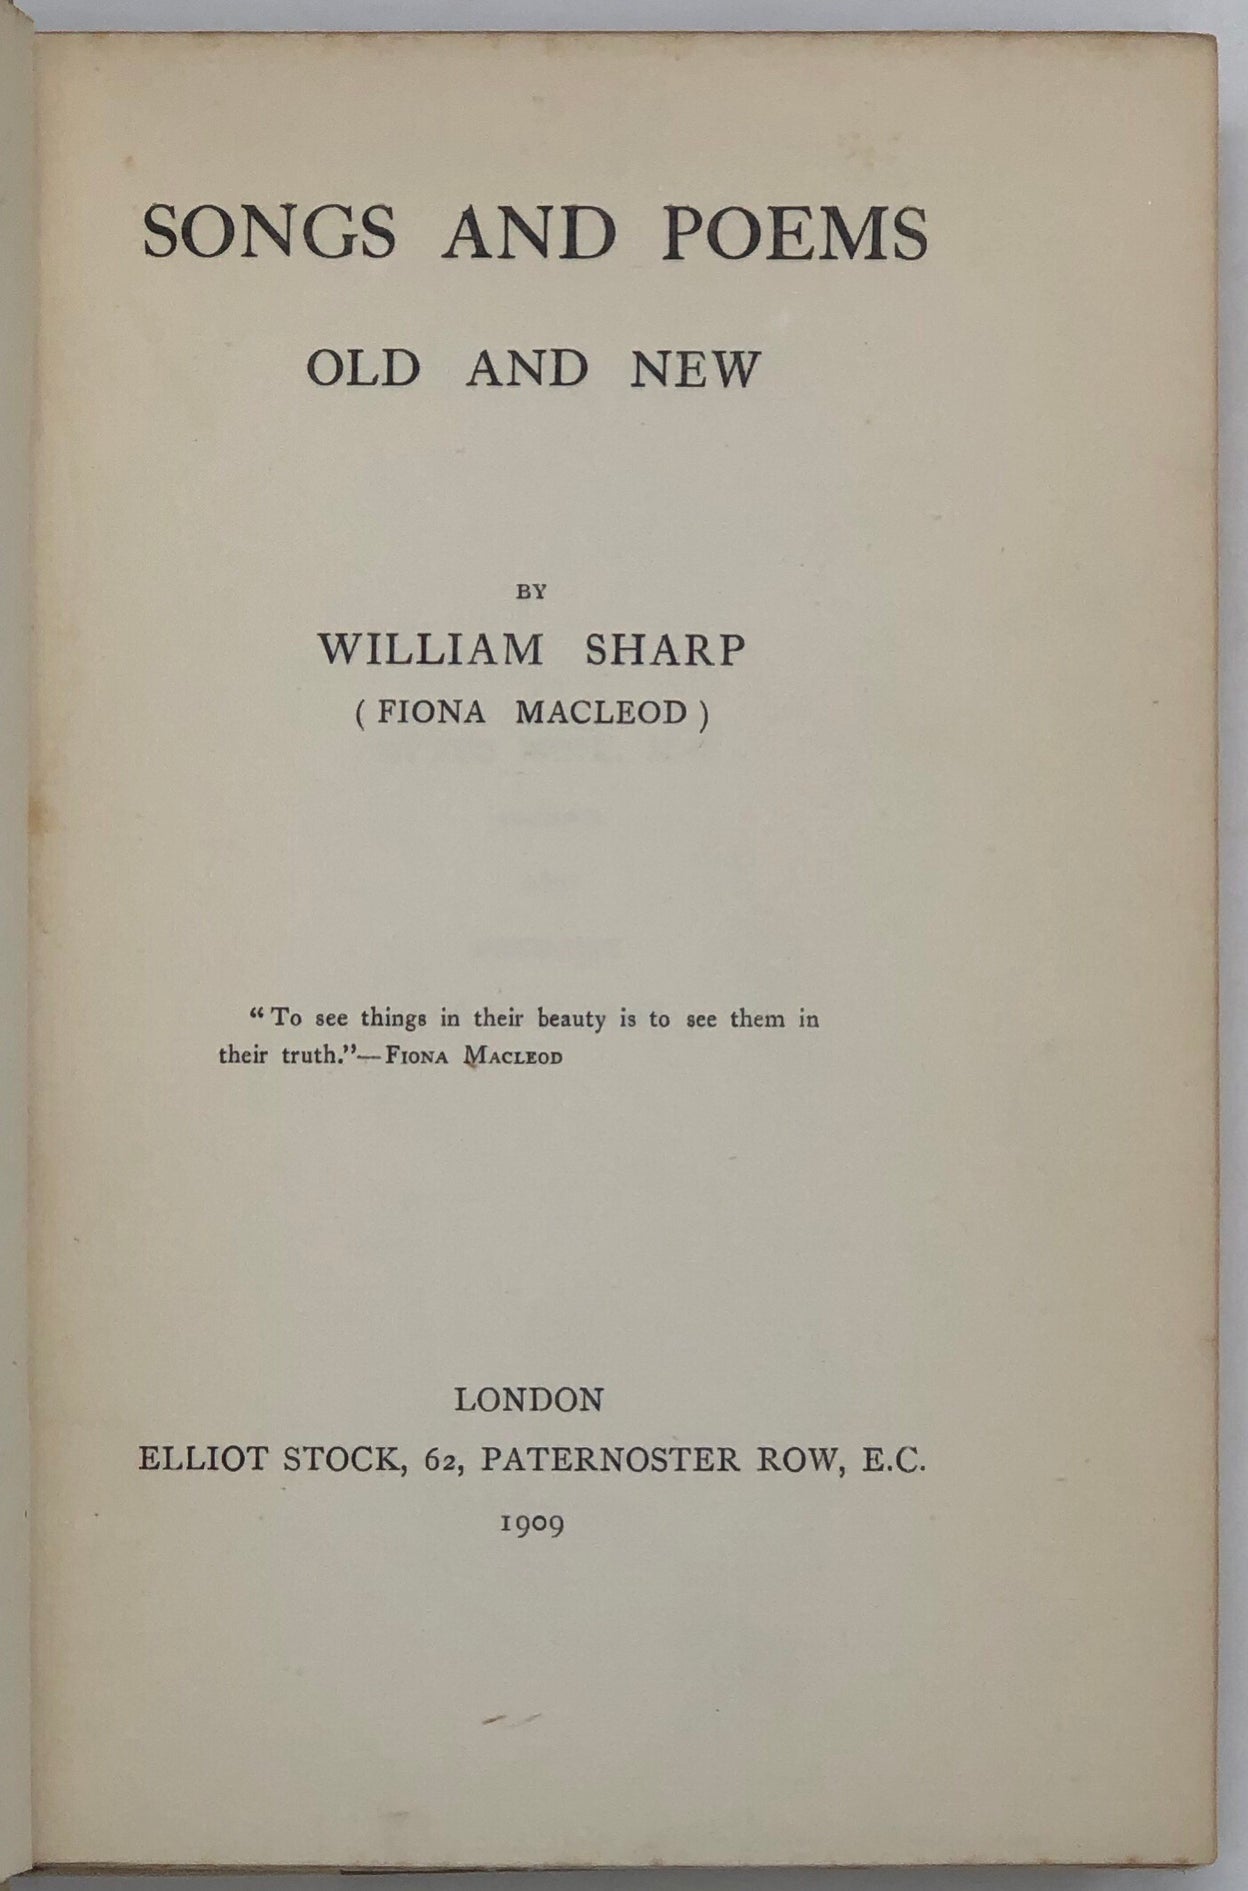 SONGS AND POEMS
OLD AND NEW
BY
WILLIAM SHARP
( FIONA MACLEOD )
“ To see things in their beauty is to see them in
their truth.”—FIONA MACLEOD
LONDON
ELLIOT STOCK, 62, PATERNOSTER ROW, E.C.
1909